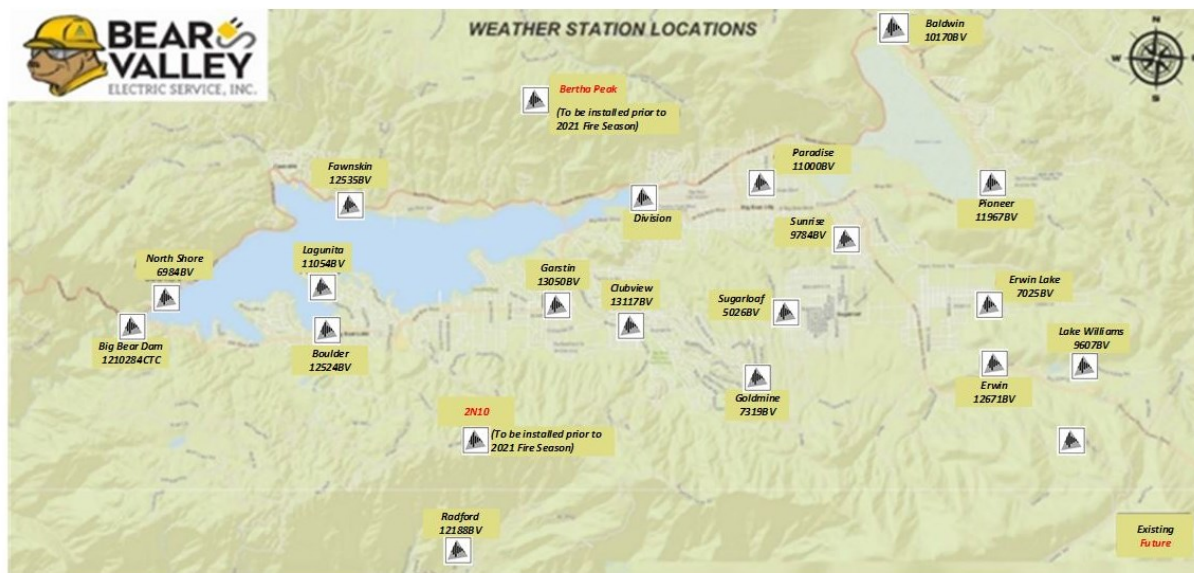 BEAR
VALLEY
ELECTRIC SERVICE, INC.
WEATHER STATION LOCATIONS
Baldwin
10170BV
N
W
S
Bertha Peak
(To be installed prior to
2021 Fire Season)
Fawnskin
12535BV
Paradise
11000BV
Division
Pioneer
11967BV
Sunrise
9784BV
North Shore
6984BV
Lagunita
11054BV
Garstin
13050BV
Clubview
13117BV
Sugarloaf
5026BV
Erwin Lake
7025BV
Big Bear Dam
1210284CTC
Boulder
12524BV
Lake Williams
9607BV
Goldmine
7319BV
Erwin
12671BV
2N10
(To be installed prior to
2021 Fire Season)
Radford
12188BV
Existing
Future